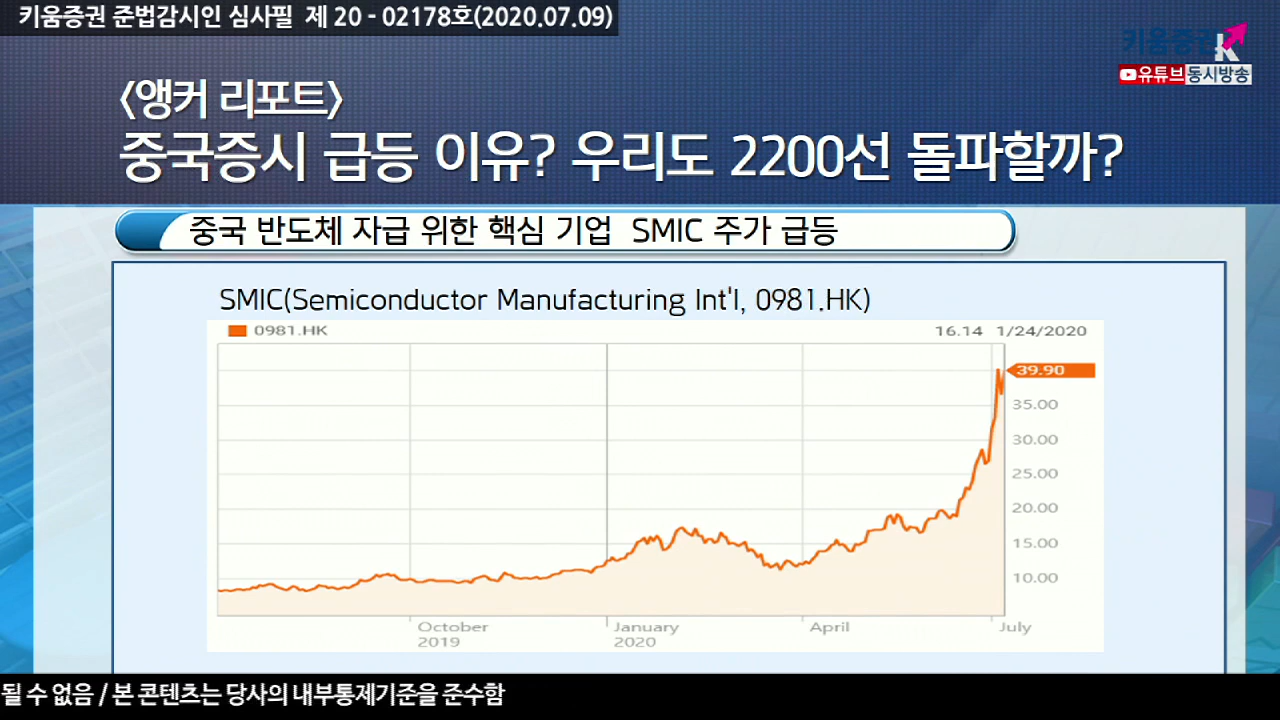 키움증권 준법감시인 심사필 제 20 - 02178호(2020.07.09)
키움증권
유튜브 동시방송
<앵커 리포트>
중국증시 급등 이유? 우리도 2200선 돌파할까?
중국 반도체 자급 위한 핵심 기업 SMIC 주가 급등
SMIC(Semiconductor Manufacturing Int'l, 0981.HK)
0981.HK
16.14 1/24/2020
39.90
35.00
30.00
25.00
20.00
15.00
10.00
October January April July
2019 2020
될 수 없음 / 본 콘텐츠는 당사의 내부통제기준을 준수함